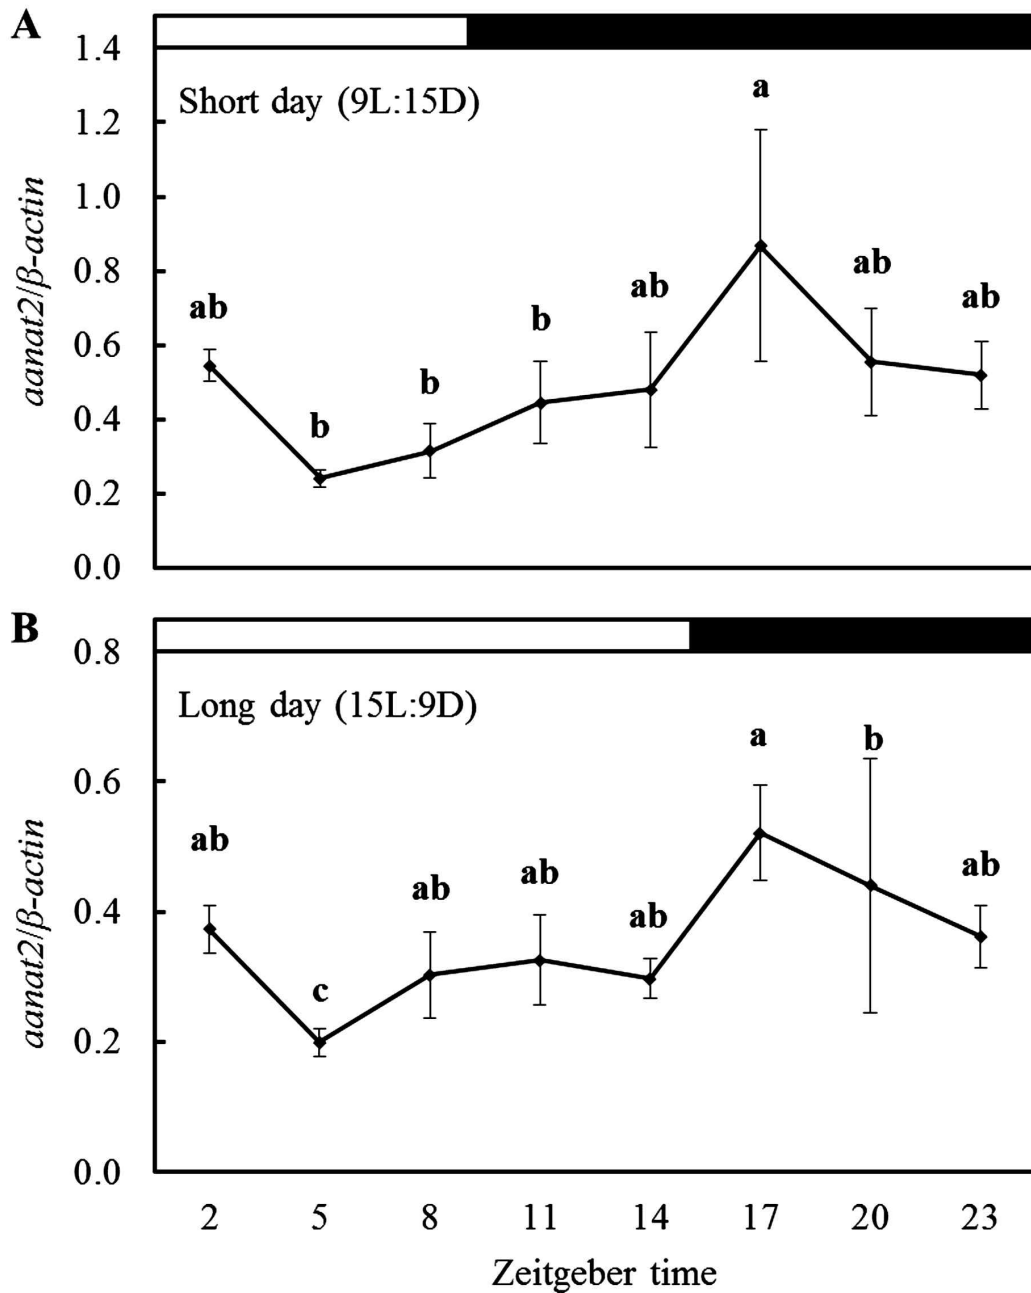 A
1.4
Short day (9L:15D)
a
1.2
1.0
ab
ab
ab
ab
0.8
b
0.6
b
b
0.4
0.2
0.0
aanat2/β-actin
B
0.8
Long day (15L:9D)
a
b
0.6
ab
ab
ab
ab
ab
0.4
c
0.2
0.0
aanat2/β-actin
2 5 8 11 14 17 20 23
Zeitgeber time